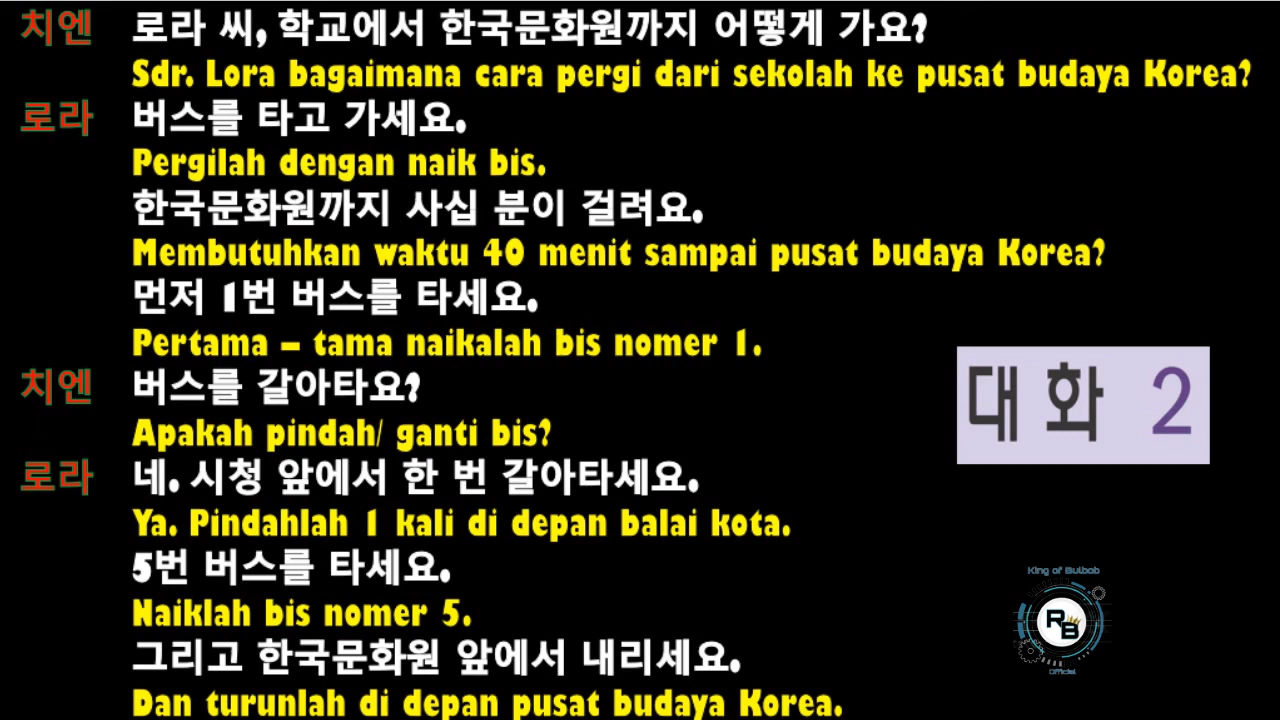 치엔 로라 씨, 학교에서 한국문화원까지 어떻게 가요?
Sdr. Lora bagaimana cara pergi dari sekolah ke pusat budaya Korea?
로라 버스를 타고 가세요.
Pergilah dengan naik bis.
한국문화원까지 사십 분이 걸려요.
Membutuhkan waktu 40 menit sampai pusat budaya Korea?
먼저 1번 버스를 타세요.
Pertama – tama naikalah bis nomer 1.
치엔 버스를 갈아타요?
Apakah pindah/ ganti bis?
로라 네. 시청 앞에서 한 번 갈아타세요.
Ya. Pindahlah 1 kali di depan balai kota.
5번 버스를 타세요.
Naiklah bis nomer 5.
그리고 한국문화원 앞에서 내리세요.
Dan turunlah di depan pusat budaya Korea.
대화 2
King of Bulbab
RB
Official